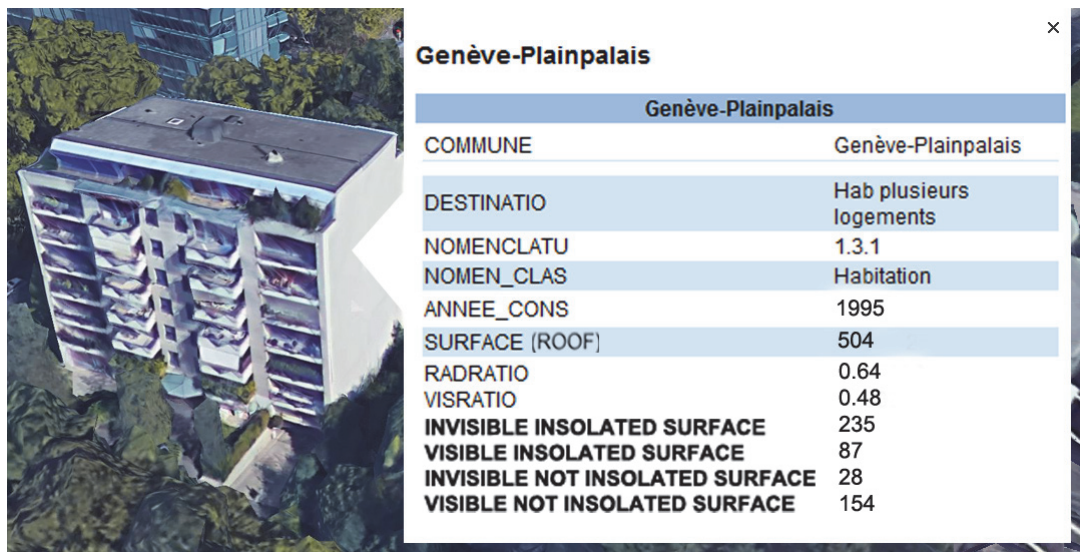 ×
Genève-Plainpalais
Genève-Plainpalais
COMMUNE Genève-Plainpalais
DESTINATIO Hab plusieurs
logements
NOMENCLATU 1.3.1
NOMEN_CLAS Habitation
ANNEE_CONS 1995
SURFACE (ROOF) 504
RADRATIO 0.64
VISRATIO 0.48
INVISIBLE INSOLATED SURFACE 235
VISIBLE INSOLATED SURFACE 87
INVISIBLE NOT INSOLATED SURFACE 28
VISIBLE NOT INSOLATED SURFACE 154